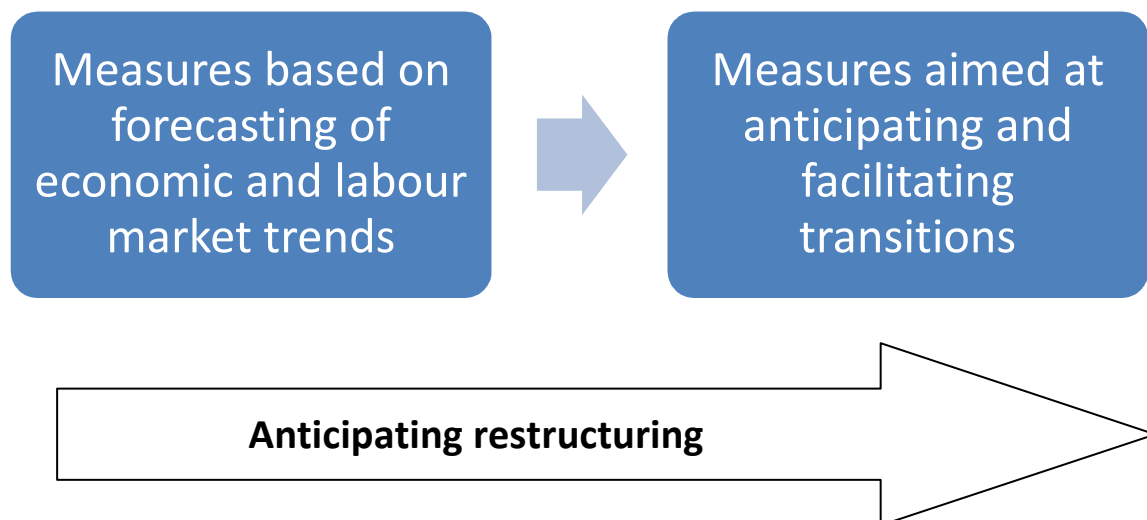 Measures based on
forecasting of
economic and labour
market trends
Measures aimed at
anticipating and
facilitating
transitions
Anticipating restructuring